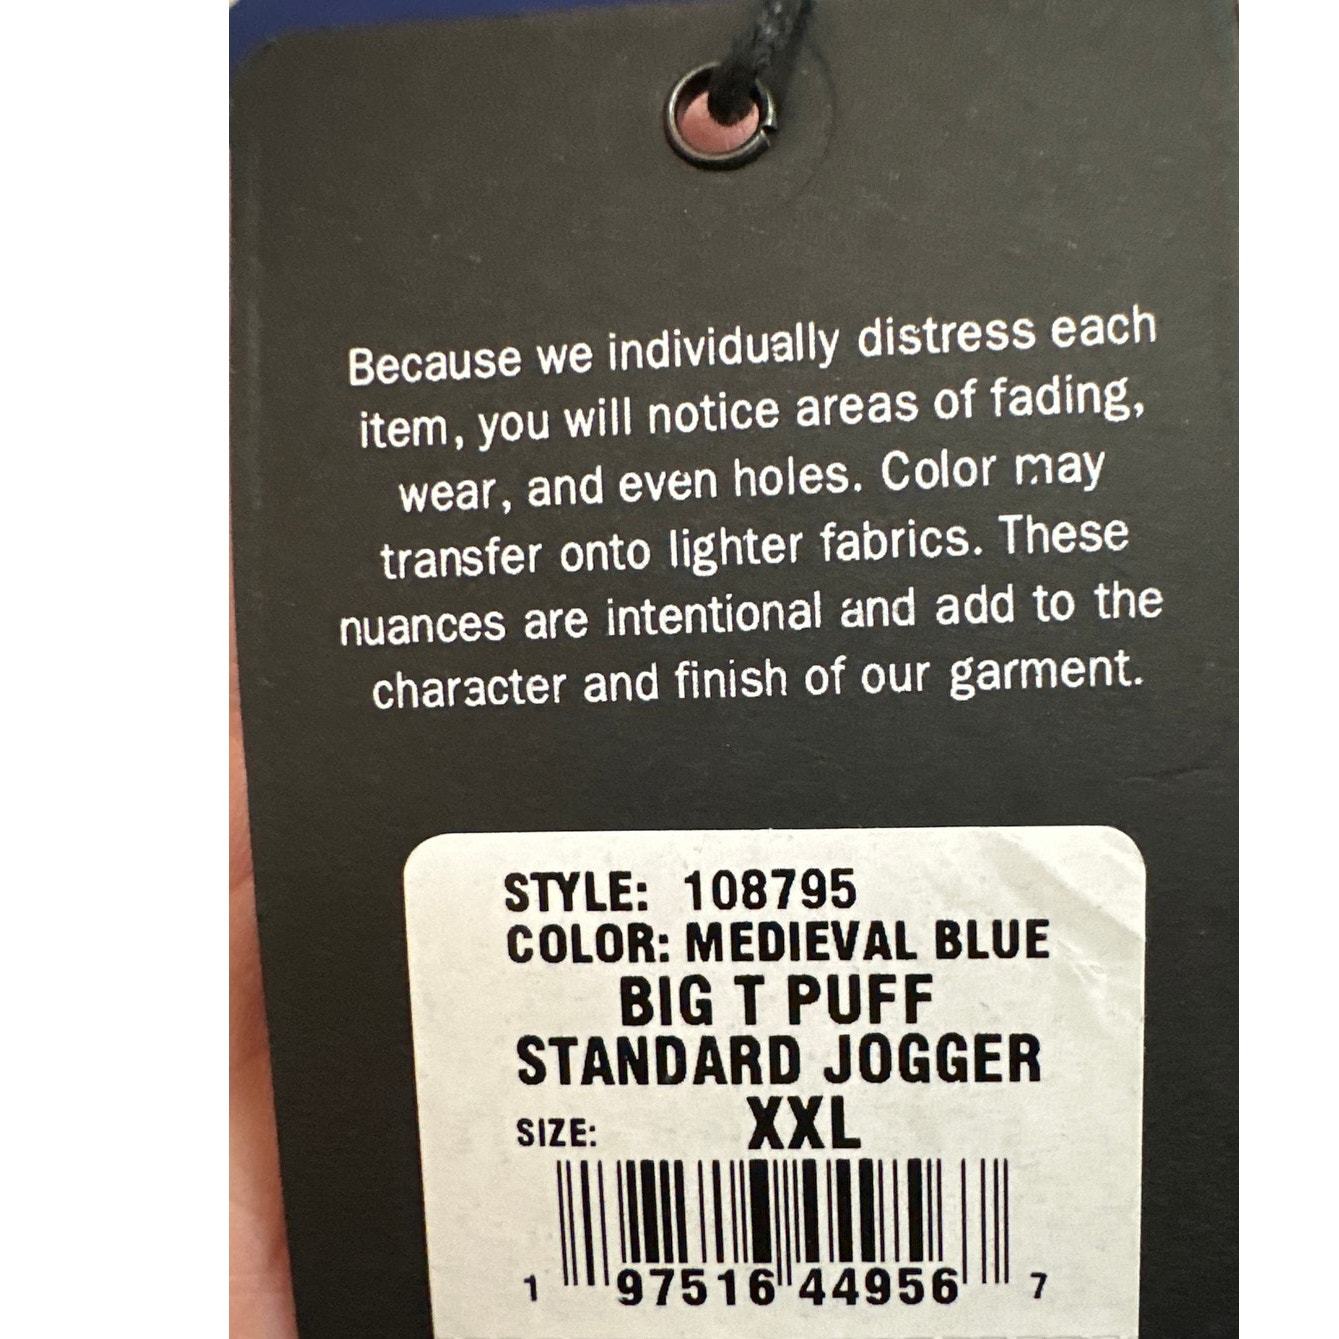 Because we individually distress each
item, you will notice areas of fading,
wear, and even holes. Color may
transfer onto lighter fabrics. These
nuances are intentional and add to the
character and finish of our garment.
STYLE: 108795
COLOR: MEDIEVAL BLUE
BIG T PUFF
STANDARD JOGGER
SIZE: XXL
1 97516 44956 7